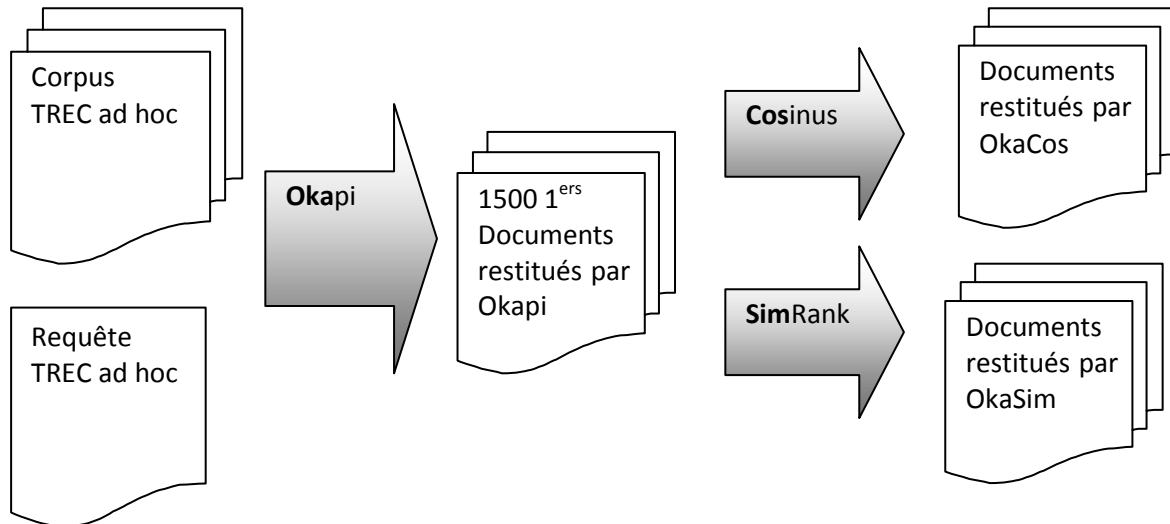 Corpus
TREC ad hoc
Requête
TREC ad hoc
Okapi
1500 1ers
Documents
restitués par
Okapi
Cosinus
SimRank
Documents
restitués par
OkaCos
Documents
restitués par
OkaSim